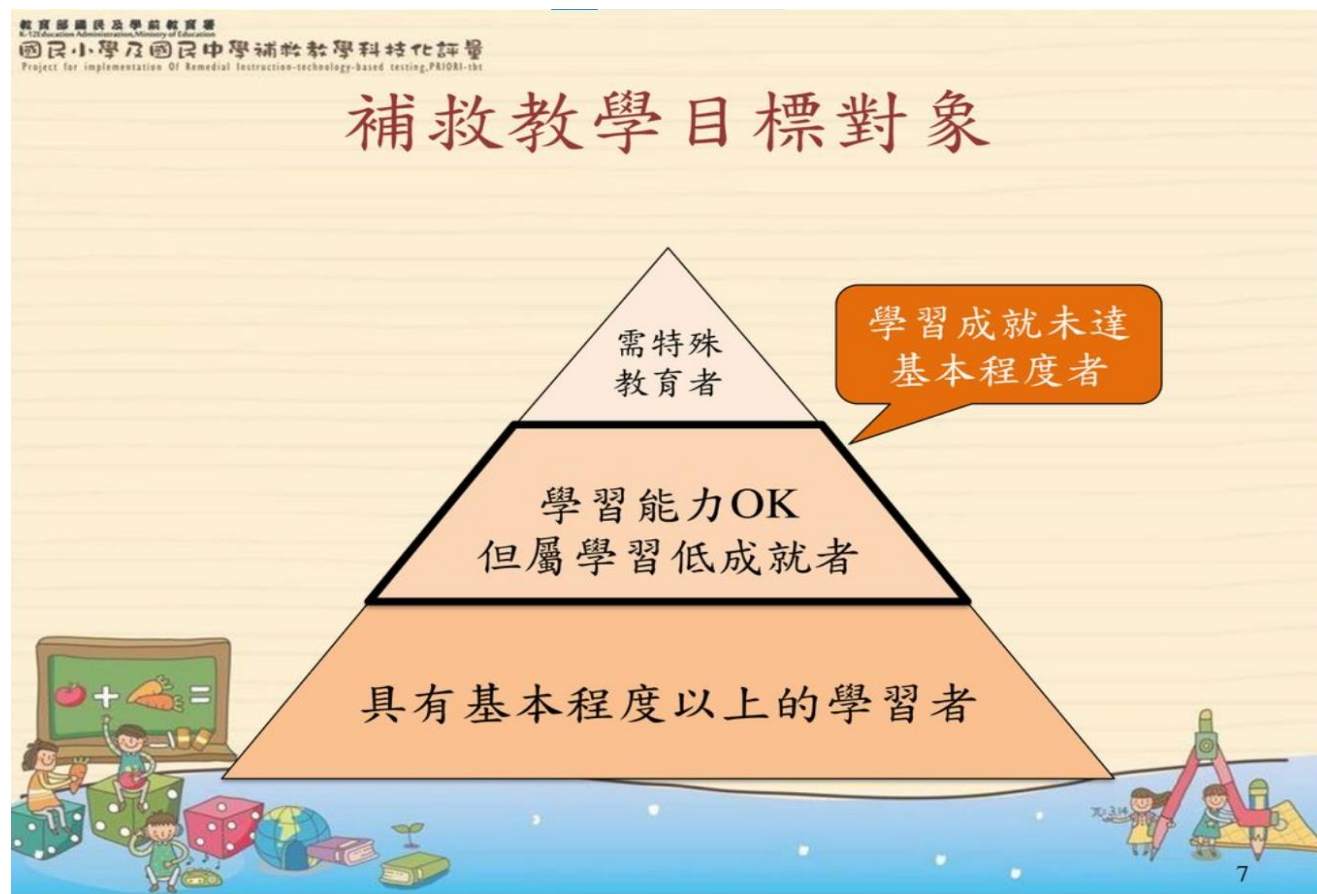 教育部國民及學前教育署
K-12Education Administration,Ministry of Education
國民小學及國民中學補救教學科技化評量
Project for implementation Of Remedial Instruction-technology-based testing,PRIORI-tbt
補救教學目標對象
需特殊
教育者
學習成就未達
基本程度者
學習能力OK
但屬學習低成就者
具有基本程度以上的學習者
+ =
π=3.14
7